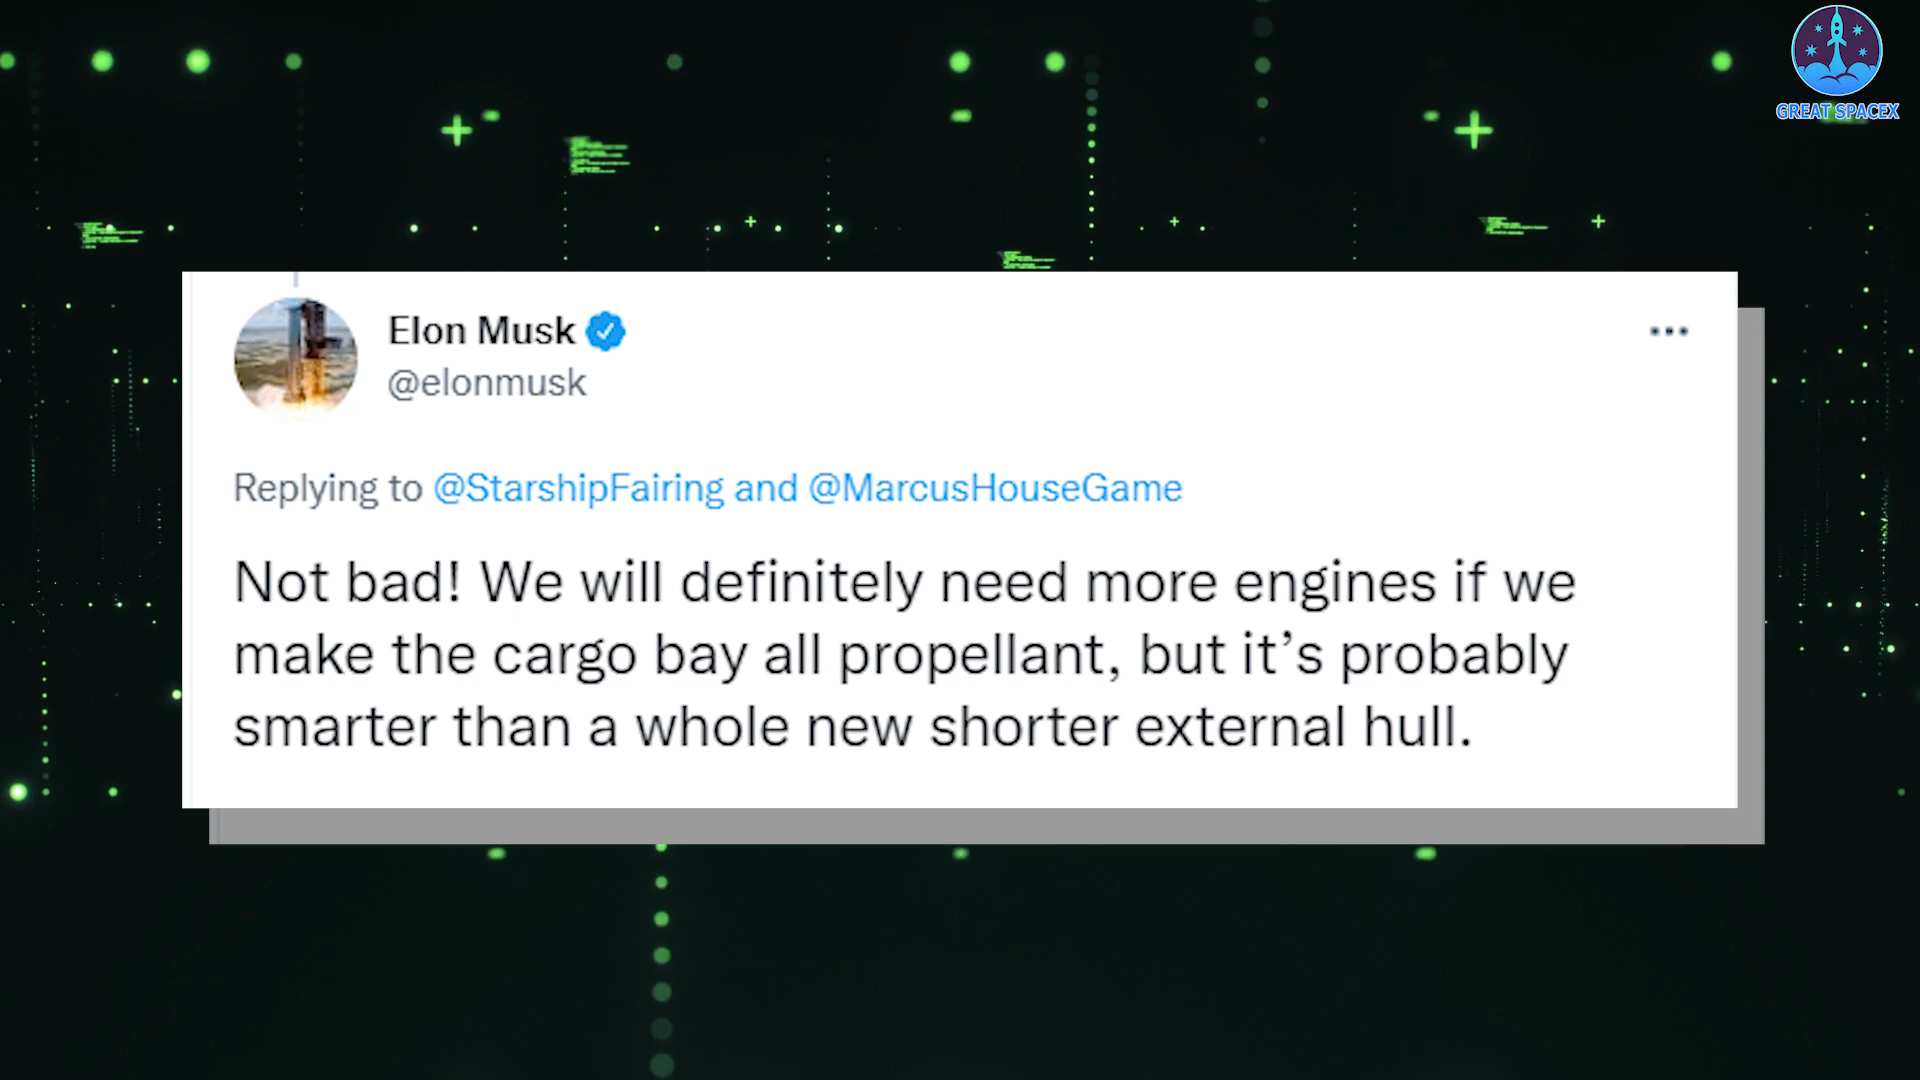 GREAT SPACEX
Elon Musk
@elonmusk
Replying to @StarshipFairing and @MarcusHouseGame
Not bad! We will definitely need more engines if we
make the cargo bay all propellant, but it’s probably
smarter than a whole new shorter external hull.